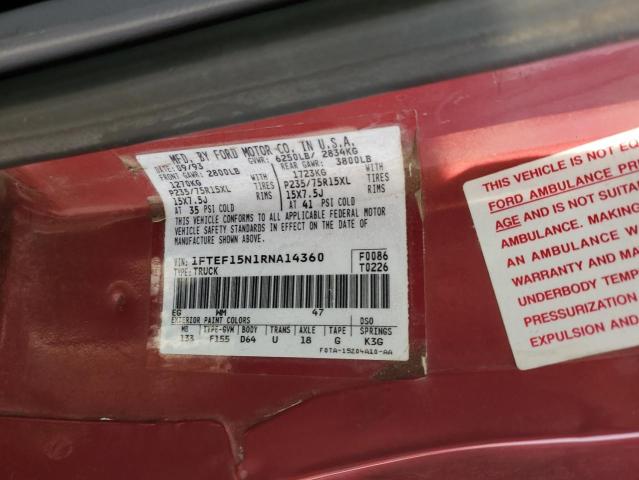 MFD. BY FORD MOTOR CO. IN U.S.A.
DATE: 09/93 GVWR: 6250LB/ 2834KG
FRONT GAWR: 2800LB REAR GAWR: 3800LB
1270KG WITH 1723KG WITH
P235/75R15XL TIRES P235/75R15XL TIRES
15X7.5J RIMS 15X7.5J RIMS
AT 35 PSI COLD AT 41 PSI COLD
THIS VEHICLE CONFORMS TO ALL APPLICABLE FEDERAL MOTOR
VEHICLE SAFETY STANDARDS IN EFFECT ON THE DATE OF
MANUFACTURE SHOWN ABOVE.
VIN: 1FTEF15N1RNA14360 F0086
TYPE: TRUCK T0226
EG WM 47
EXTERIOR PAINT COLORS DSO
WB TYPE-GVW BODY TRANS AXLE TAPE SPRINGS
133 F155 D64 U 18 G K3G
F0TA-15204A10-AA
THIS VEHICLE IS NOT EQ
FORD AMBULANCE PR
AGE AND IS NOT SUITA
AMBULANCE. MAKING
AN AMBULANCE W
WARRANTY AND MAY
UNDERBODY TEMP
PRESSURIZATION
EXPULSION AND